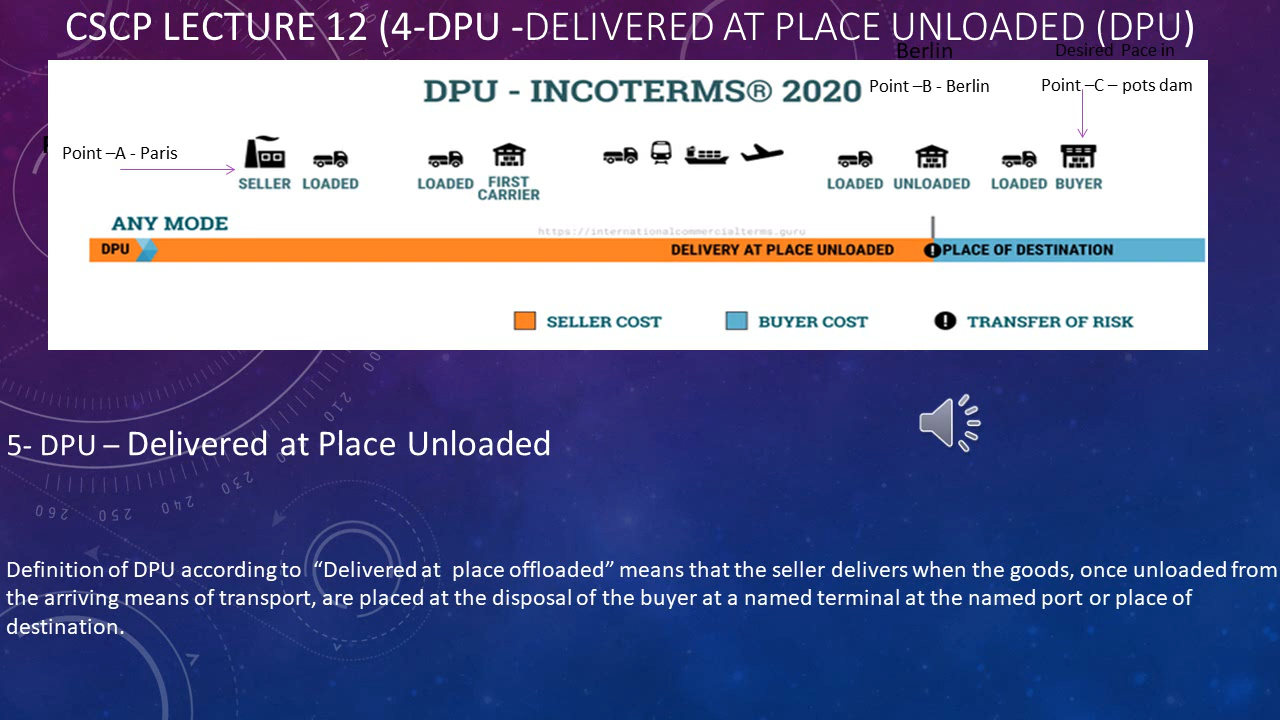 CSCP LECTURE 12 (4-DPU -DELIVERED AT PLACE UNLOADED (DPU)
Berlin
Desired Pace in
DPU - INCOTERMS® 2020
Point –B - Berlin
Point –C – pots dam
Point –A - Paris
SELLER LOADED LOADED FIRST CARRIER LOADED UNLOADED LOADED BUYER
ANY MODE
https://internationalcommercialterms.guru
DPU DELIVERY AT PLACE UNLOADED PLACE OF DESTINATION
SELLER COST BUYER COST TRANSFER OF RISK
5- DPU – Delivered at Place Unloaded
210
230
240
250
260
Definition of DPU according to “Delivered at place offloaded” means that the seller delivers when the goods, once unloaded from
the arriving means of transport, are placed at the disposal of the buyer at a named terminal at the named port or place of
destination.